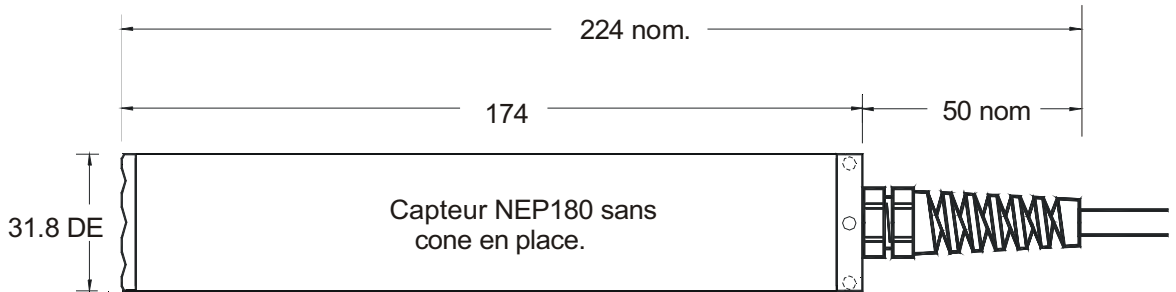 224 nom.
174
50 nom
31.8 DE
Capteur NEP180 sans
cone en place.